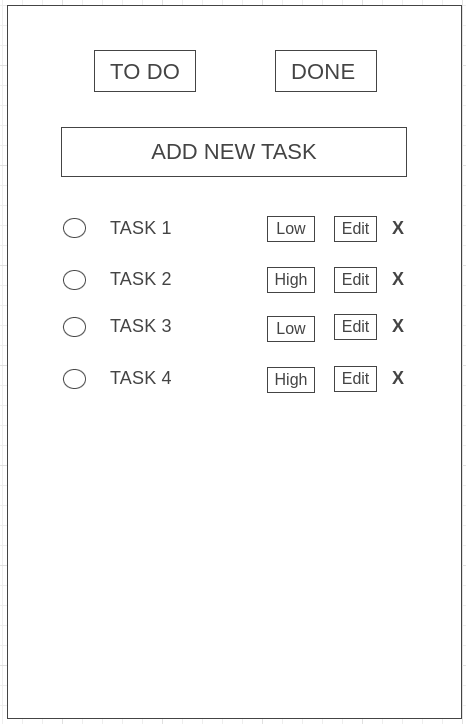 TO DO DONE
ADD NEW TASK
TASK 1 Low Edit X
TASK 2 High Edit X
TASK 3 Low Edit X
TASK 4 High Edit X